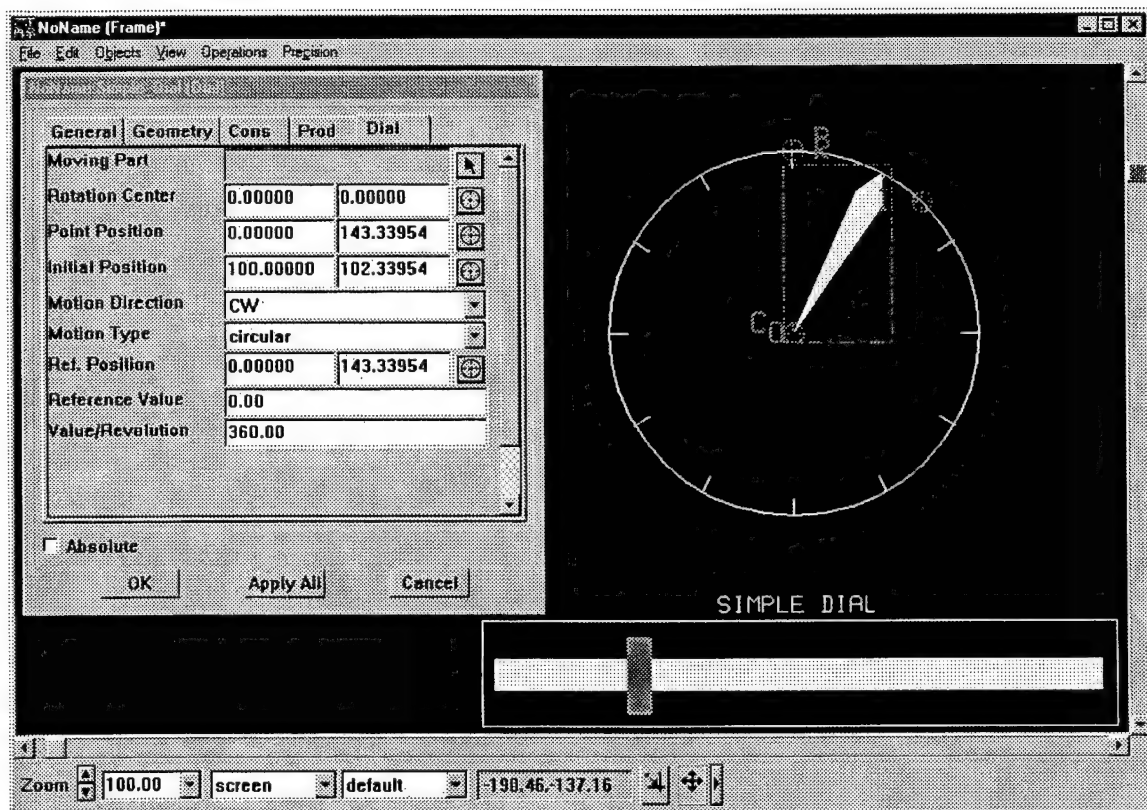 NoName (Frame)*
File Edit Objects View Operations Precision
General Geometry Cons Prod Dial
Moving Part
Rotation Center 0.00000 0.00000
Point Position 0.00000 143.33954
Initial Position 100.00000 102.33954
Motion Direction CW
Motion Type circular
Ref. Position 0.00000 143.33954
Reference Value 0.00
Value/Revolution 360.00
Absolute
OK Apply All Cancel
B
C
SIMPLE DIAL
Zoom 100.00 screen default -198.46,-137.16